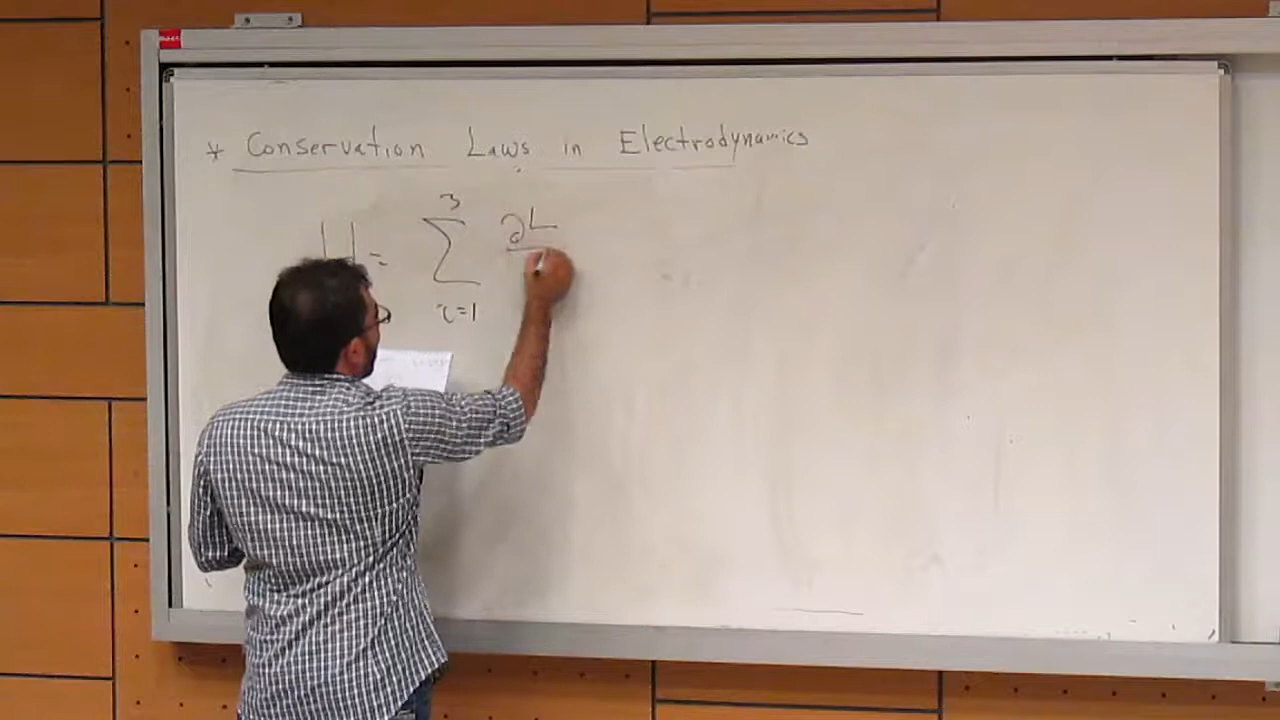 * Conservation Laws in Electrodynamics
H = 3 ∑ i=1 ∂L